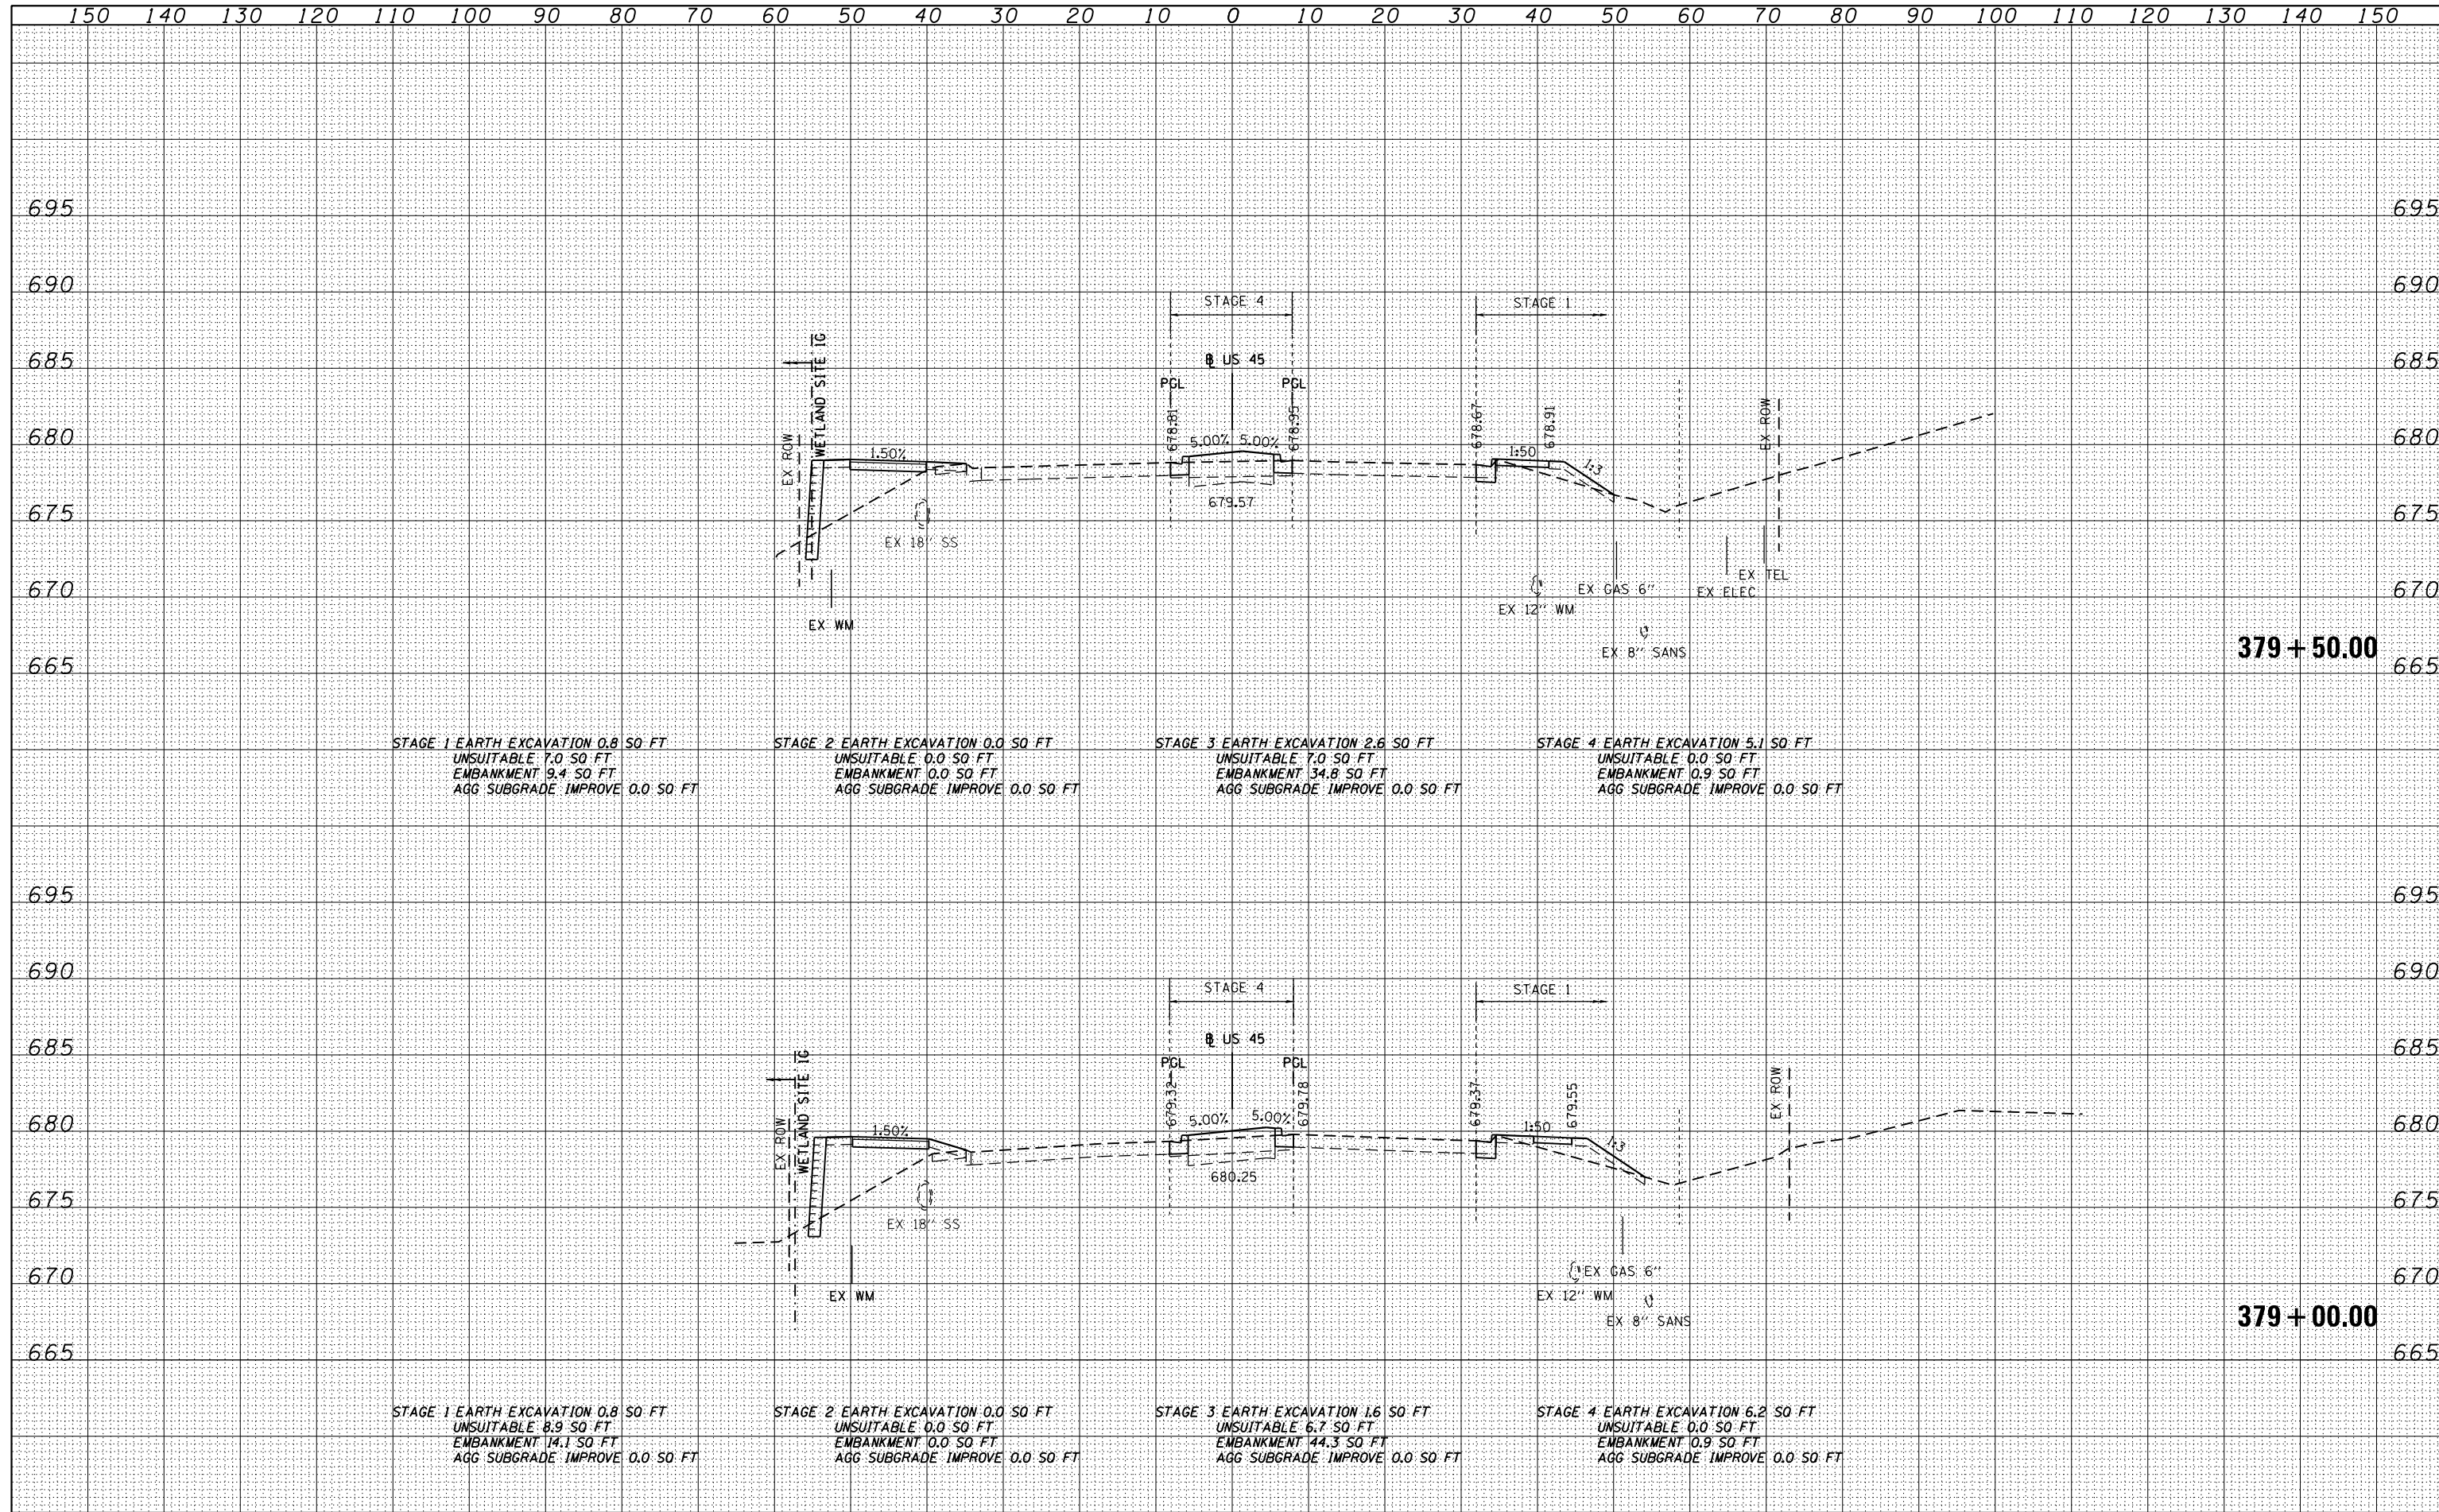 150 140 130 120 110 100 90 80 70 60 50 40 30 20 10 0 10 20 30 40 50 60 70 80 90 100 110 120 130 140 150
695 695
690 690
STAGE 4 STAGE 1
685 685
WETLAND SITE 1G
℄ US 45
PGL PGL
EX ROW
678.81 678.95 678.67 678.91
EX ROW
680 680
5.00% 5.00%
1.50% 1:50 1:3
679.57
675 675
EX 18'' SS
EX TEL
EX GAS 6'' EX ELEC
670 670
EX 12'' WM
EX WM
EX 8'' SANS
379+50.00
665 665
STAGE 1 EARTH EXCAVATION 0.8 SQ FT
UNSUITABLE 7.0 SQ FT
EMBANKMENT 9.4 SQ FT
AGG SUBGRADE IMPROVE 0.0 SQ FT
STAGE 2 EARTH EXCAVATION 0.0 SQ FT
UNSUITABLE 0.0 SQ FT
EMBANKMENT 0.0 SQ FT
AGG SUBGRADE IMPROVE 0.0 SQ FT
STAGE 3 EARTH EXCAVATION 2.6 SQ FT
UNSUITABLE 7.0 SQ FT
EMBANKMENT 34.8 SQ FT
AGG SUBGRADE IMPROVE 0.0 SQ FT
STAGE 4 EARTH EXCAVATION 5.1 SQ FT
UNSUITABLE 0.0 SQ FT
EMBANKMENT 0.9 SQ FT
AGG SUBGRADE IMPROVE 0.0 SQ FT
695 695
690 690
STAGE 4 STAGE 1
℄ US 45
685 685
WETLAND SITE 1G
PGL PGL
679.32 679.78 679.37 679.55
EX ROW
EX ROW
680 680
1.50% 5.00% 5.00% 1:50 1:3
680.25
675 675
EX 18'' SS
EX GAS 6''
670 670
EX WM
EX 12'' WM
EX 8'' SANS
379+00.00
665 665
STAGE 1 EARTH EXCAVATION 0.8 SQ FT
UNSUITABLE 8.9 SQ FT
EMBANKMENT 14.1 SQ FT
AGG SUBGRADE IMPROVE 0.0 SQ FT
STAGE 2 EARTH EXCAVATION 0.0 SQ FT
UNSUITABLE 0.0 SQ FT
EMBANKMENT 0.0 SQ FT
AGG SUBGRADE IMPROVE 0.0 SQ FT
STAGE 3 EARTH EXCAVATION 1.6 SQ FT
UNSUITABLE 6.7 SQ FT
EMBANKMENT 44.3 SQ FT
AGG SUBGRADE IMPROVE 0.0 SQ FT
STAGE 4 EARTH EXCAVATION 6.2 SQ FT
UNSUITABLE 0.0 SQ FT
EMBANKMENT 0.9 SQ FT
AGG SUBGRADE IMPROVE 0.0 SQ FT